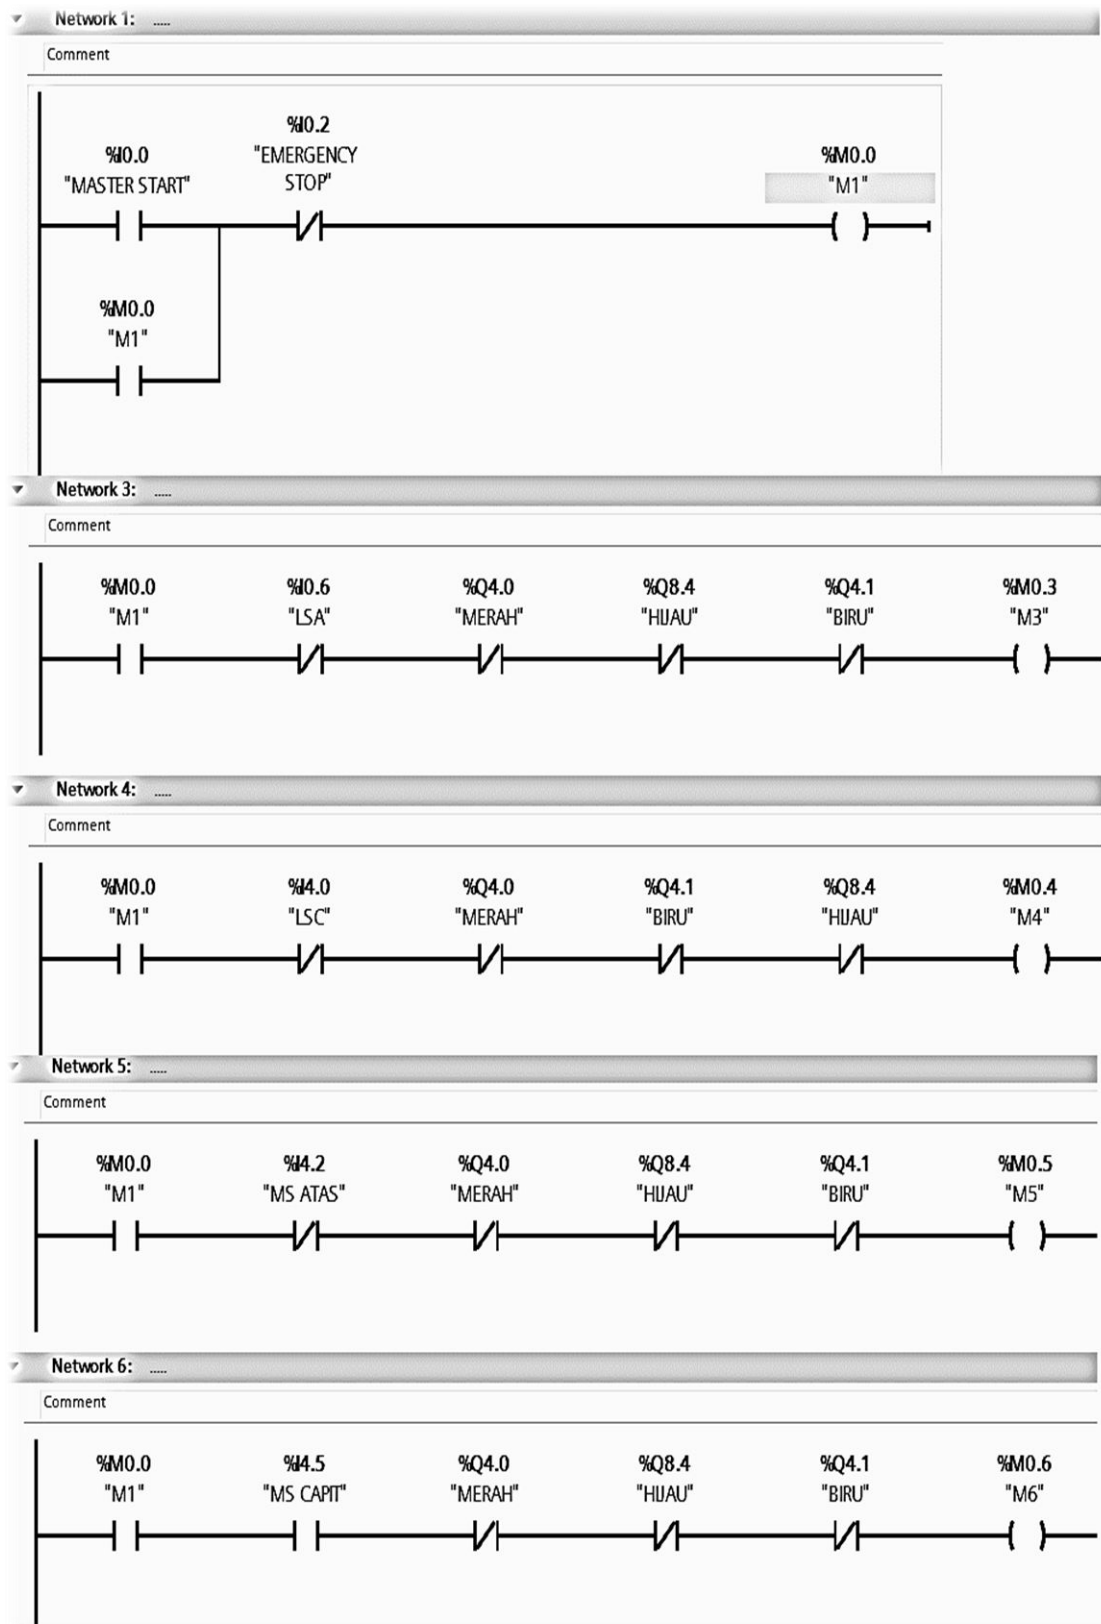 Network 1: .....
Comment
%I0.2
%I0.0 "EMERGENCY %M0.0
"MASTER START" STOP" "M1"
%M0.0
"M1"
Network 3: .....
Comment
%M0.0 %I0.6 %Q4.0 %Q8.4 %Q4.1 %M0.3
"M1" "LSA" "MERAH" "HIJAU" "BIRU" "M3"
Network 4: .....
Comment
%M0.0 %I4.0 %Q4.0 %Q4.1 %Q8.4 %M0.4
"M1" "LSC" "MERAH" "BIRU" "HIJAU" "M4"
Network 5: .....
Comment
%M0.0 %I4.2 %Q4.0 %Q8.4 %Q4.1 %M0.5
"M1" "MS ATAS" "MERAH" "HIJAU" "BIRU" "M5"
Network 6: .....
Comment
%M0.0 %I4.5 %Q4.0 %Q8.4 %Q4.1 %M0.6
"M1" "MS CAPIT" "MERAH" "HIJAU" "BIRU" "M6"